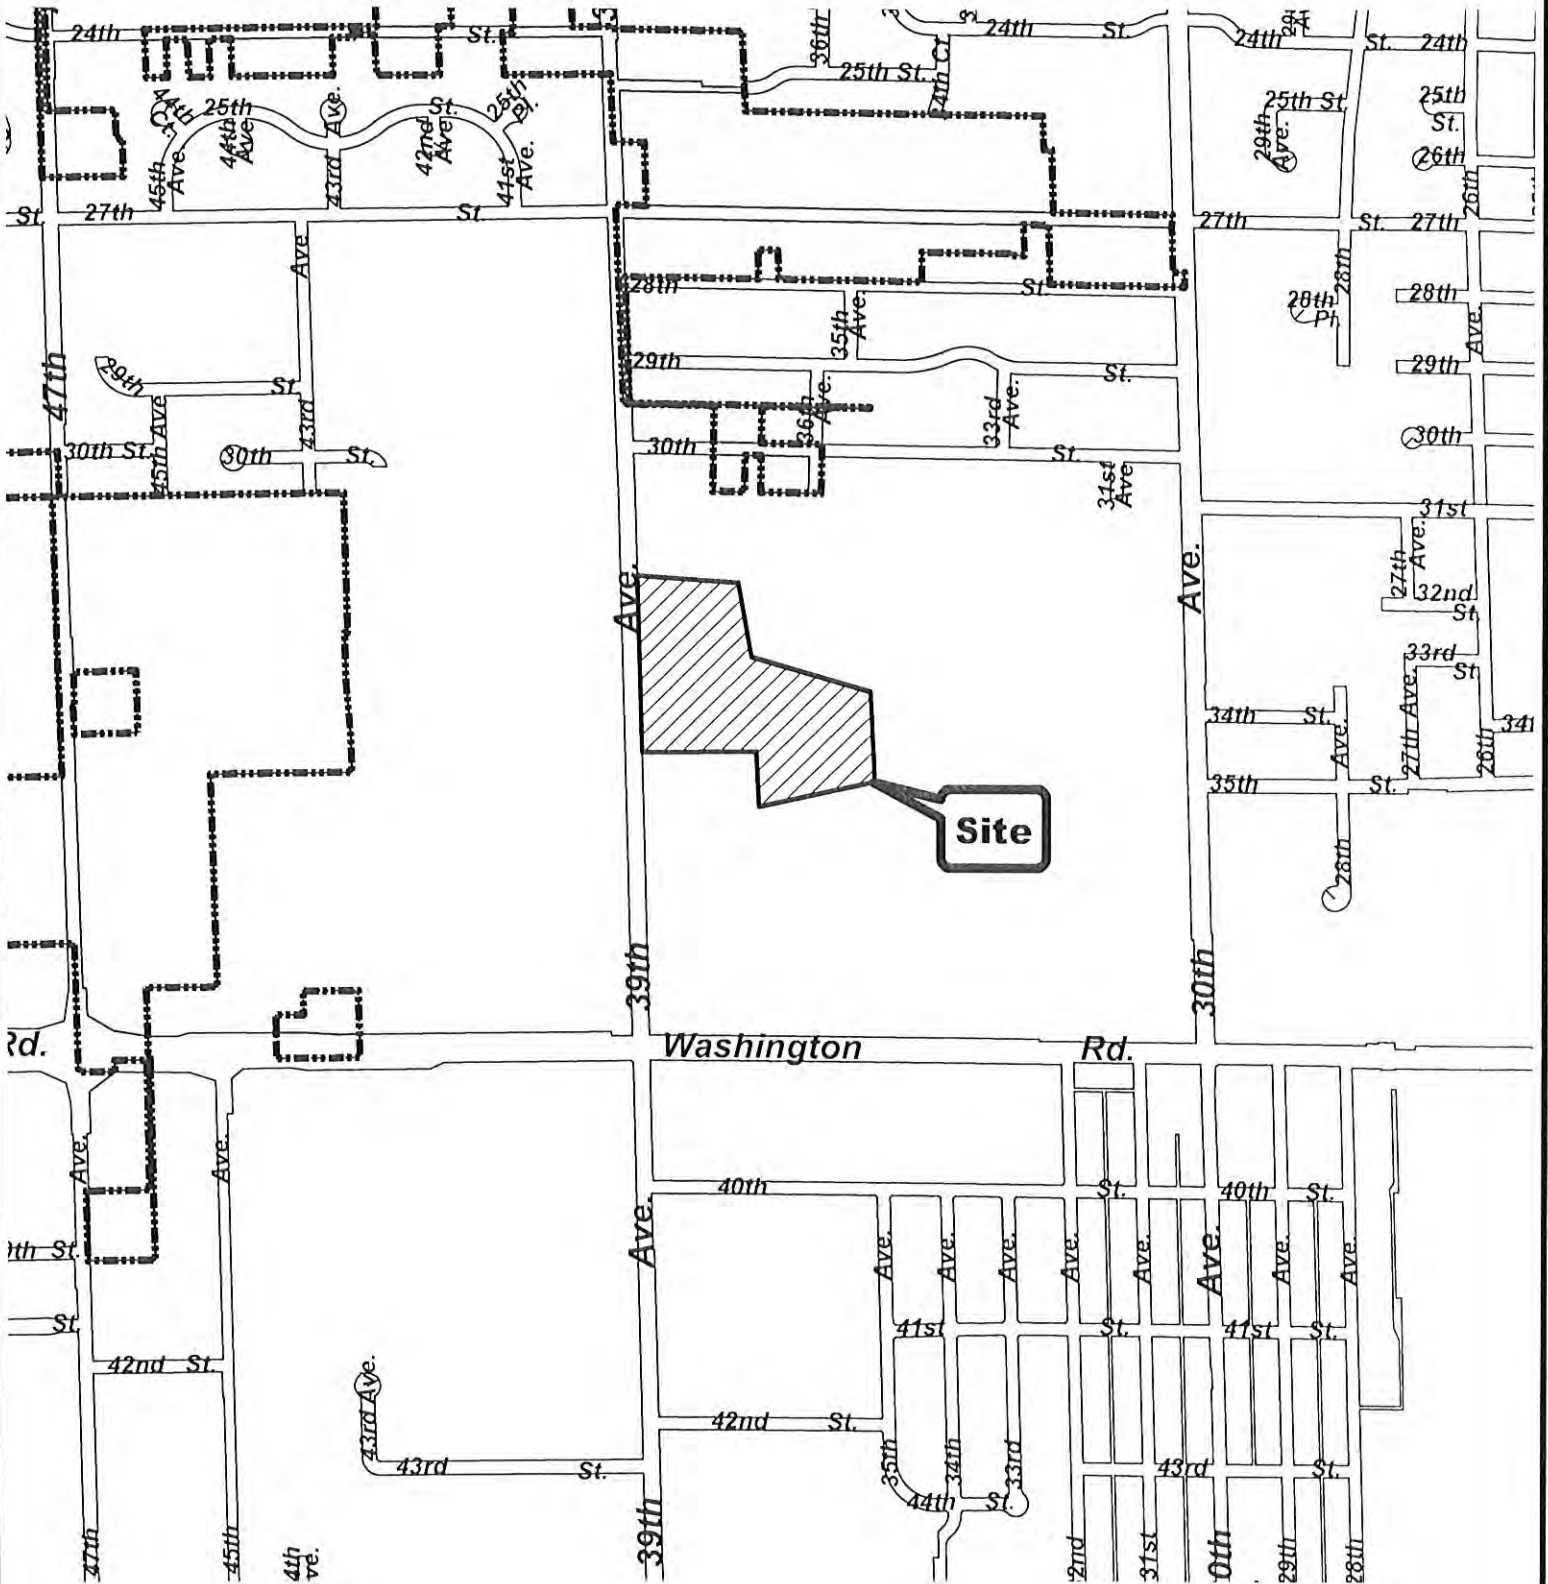 24th St. 36th 24th St. 24th St. 24th
25th St. 34th Ct.
44th Ct. 25th St. 25th Pl. 25th St. 25th St.
45th Ave. 44th Ave. 43rd Ave. 42nd Ave. 41st Ave. 29th Ave. 26th
St. 27th St. 27th St. 27th 26th
Ave. 28th St. 28th 28th Pl. 28th Ave.
35th Ave.
47th 29th St. 29th St. 29th
43rd 36th Ave. 33rd Ave.
30th St. 45th Ave. 30th St. 30th St. 30th
31st Ave. 31st
Ave. Ave. 27th Ave. 32nd St.
33rd St.
34th St. Ave. 27th Ave. 26th
35th St.
Site
28th
39th 30th
Rd. Washington Rd.
Ave. Ave.
40th St. 40th St.
St. Ave. Ave. Ave. Ave. Ave. Ave. Ave. Ave. Ave.
St. 41st St. 41st St.
42nd St. 43rd Ave. 42nd St.
43rd St. 35th 34th 33rd 43rd St.
44th St.
47th 45th 39th 31st 29th 28th